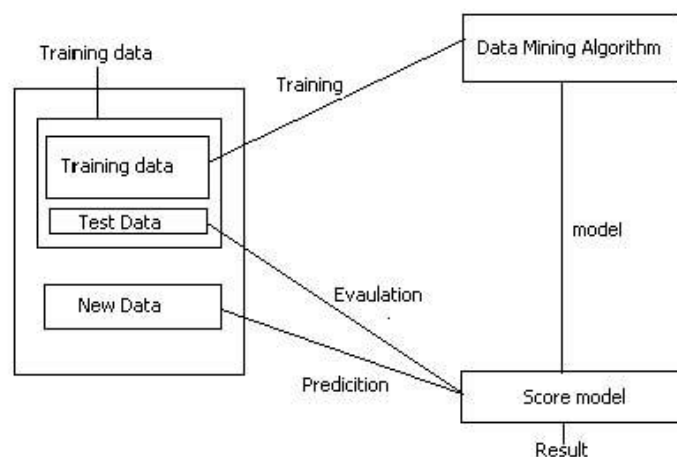 Training data
Data Mining Algorithm
Training
Training data
Test Data
model
New Data
Evaulation
Predicition
Score model
Result